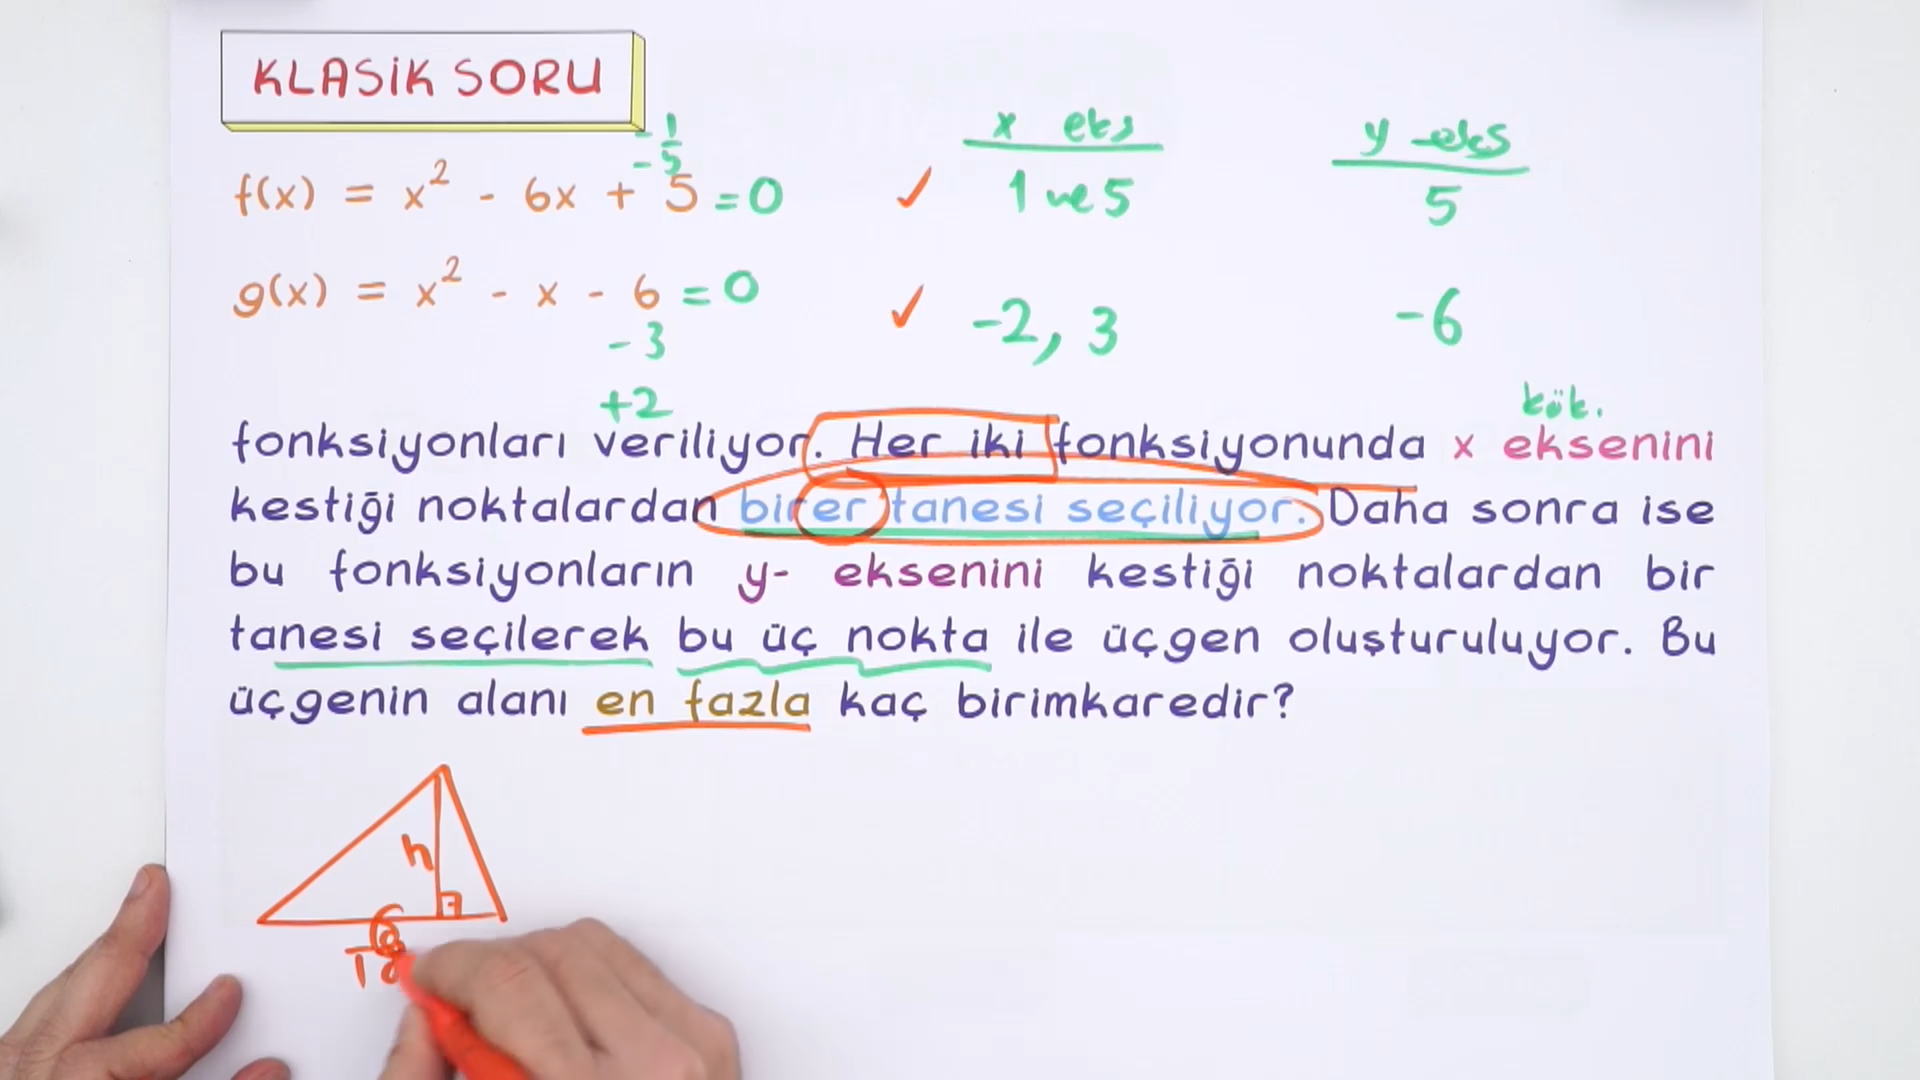 KLASİK SORU
x eks
y -eks
-1
-5
f(x) = x² - 6x + 5 = 0 ✓ 1 ve 5
5
g(x) = x² - x - 6 = 0 ✓ -2, 3
-6
-3
+2
kök.
fonksiyonları veriliyor. Her iki fonksiyonunda x eksenini
kestiği noktalardan birer tanesi seçiliyor. Daha sonra ise
bu fonksiyonların y- eksenini kestiği noktalardan bir
tanesi seçilerek bu üç nokta ile üçgen oluşturuluyor. Bu
üçgenin alanı en fazla kaç birimkaredir?
h